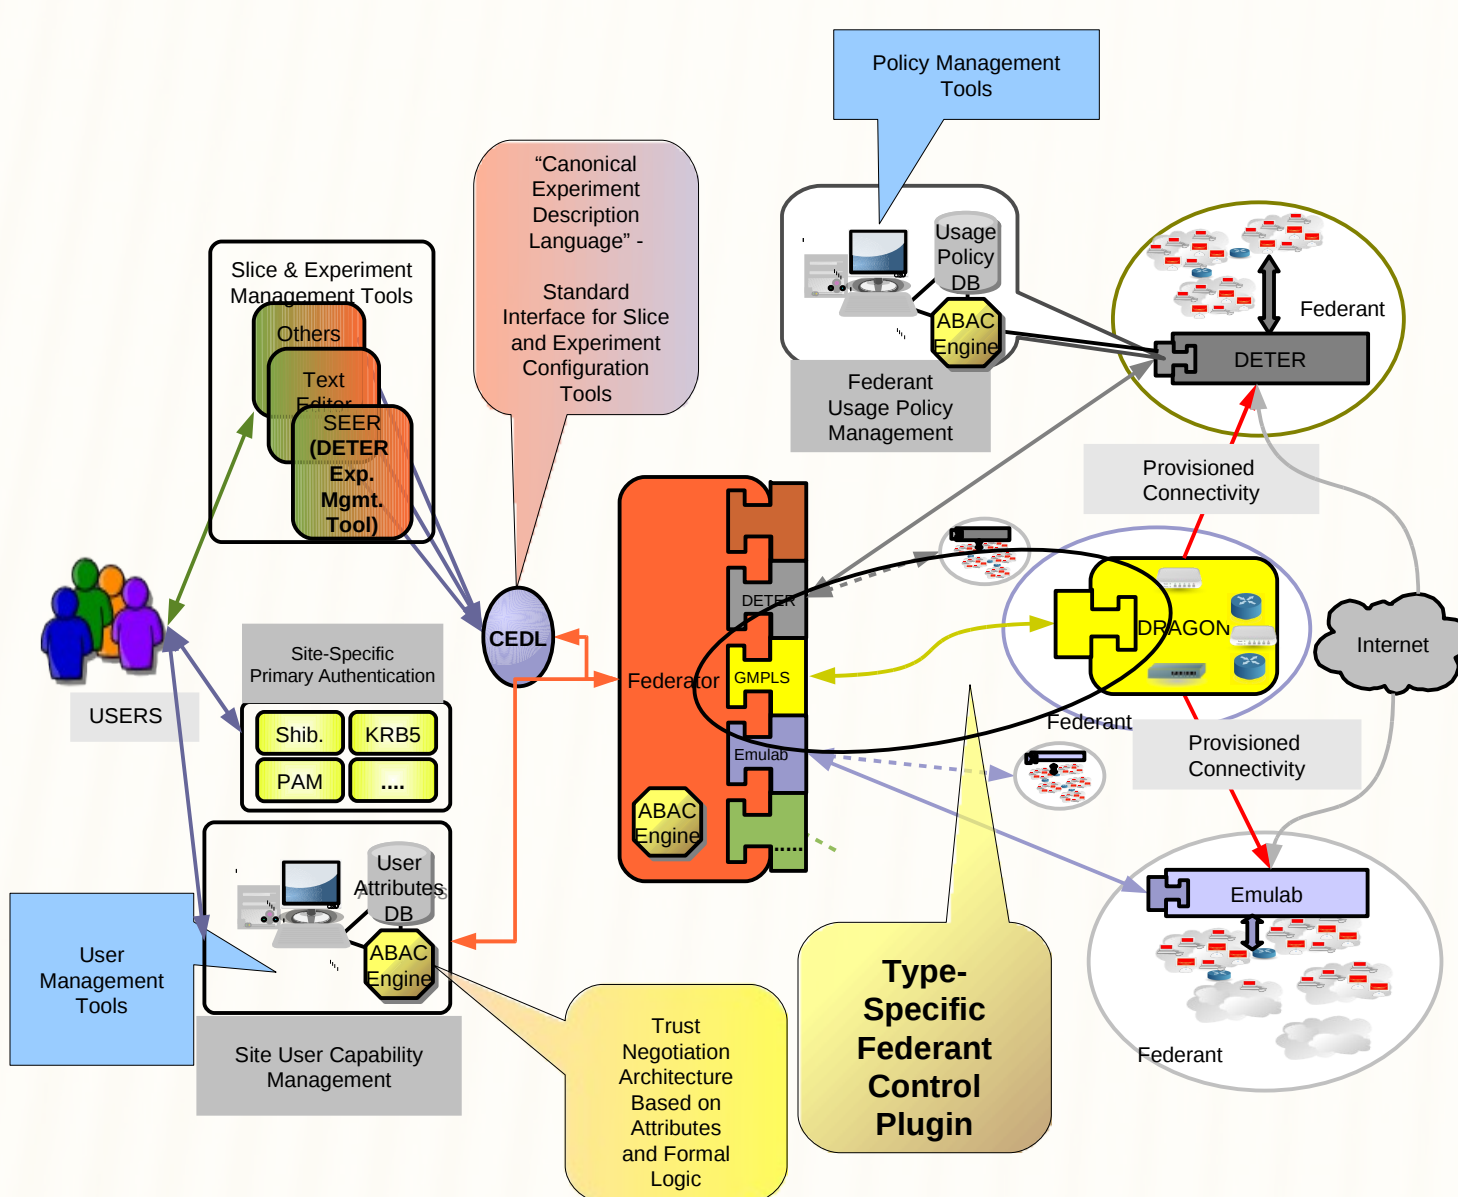 Policy Management
Tools
“Canonical
Experiment
Description
Language” -
Standard
Interface for Slice
and Experiment
Configuration
Tools
Usage
Policy
DB
ABAC
Engine
Federant
Usage Policy
Management
Federant
DETER
Slice & Experiment
Management Tools
Others
Text
Editor
SEER
(DETER
Exp.
Mgmt.
Tool)
Provisioned
Connectivity
USERS
Site-Specific
Primary Authentication
Shib.
KRB5
PAM
....
CEDL
Federator
DETER
GMPLS
Emulab
.....
ABAC
Engine
DRAGON
Federant
Internet
Provisioned
Connectivity
User
Attributes
DB
ABAC
Engine
User
Management
Tools
Site User Capability
Management
Trust
Negotiation
Architecture
Based on
Attributes
and Formal
Logic
Type-
Specific
Federant
Control
Plugin
Emulab
Federant